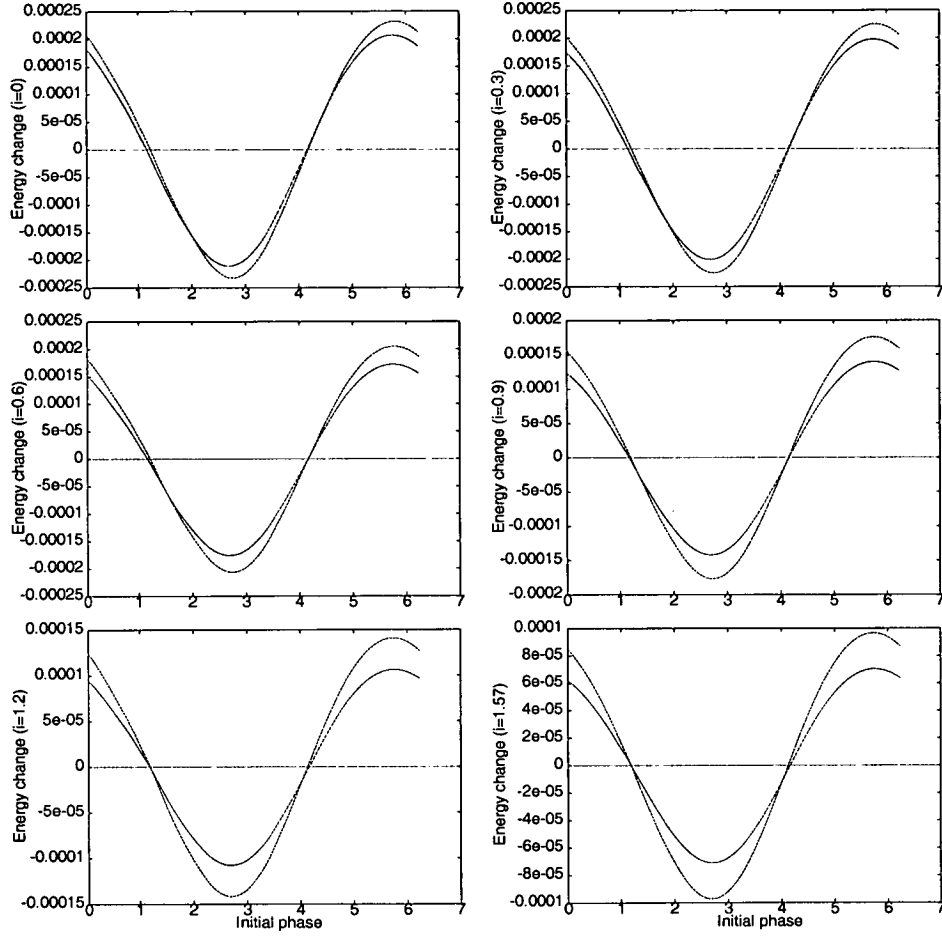 0.00025
0.0002
0.00015
0.0001
5e-05
0
-5e-05
-0.0001
-0.00015
-0.0002
-0.00025
Energy change (i=0)
0 1 2 3 4 5 6 7
0.00025
0.0002
0.00015
0.0001
5e-05
0
-5e-05
-0.0001
-0.00015
-0.0002
-0.00025
Energy change (i=0.3)
0 1 2 3 4 5 6 7
0.00025
0.0002
0.00015
0.0001
5e-05
0
-5e-05
-0.0001
-0.00015
-0.0002
-0.00025
Energy change (i=0.6)
0 1 2 3 4 5 6 7
0.0002
0.00015
0.0001
5e-05
0
-5e-05
-0.0001
-0.00015
-0.0002
Energy change (i=0.9)
0 1 2 3 4 5 6 7
0.00015
0.0001
5e-05
0
-5e-05
-0.0001
-0.00015
Energy change (i=1.2)
0 1 2 3 4 5 6 7
Initial phase
0.0001
8e-05
6e-05
4e-05
2e-05
0
-2e-05
-4e-05
-6e-05
-8e-05
-0.0001
Energy change (i=1.57)
0 1 2 3 4 5 6 7
Initial phase